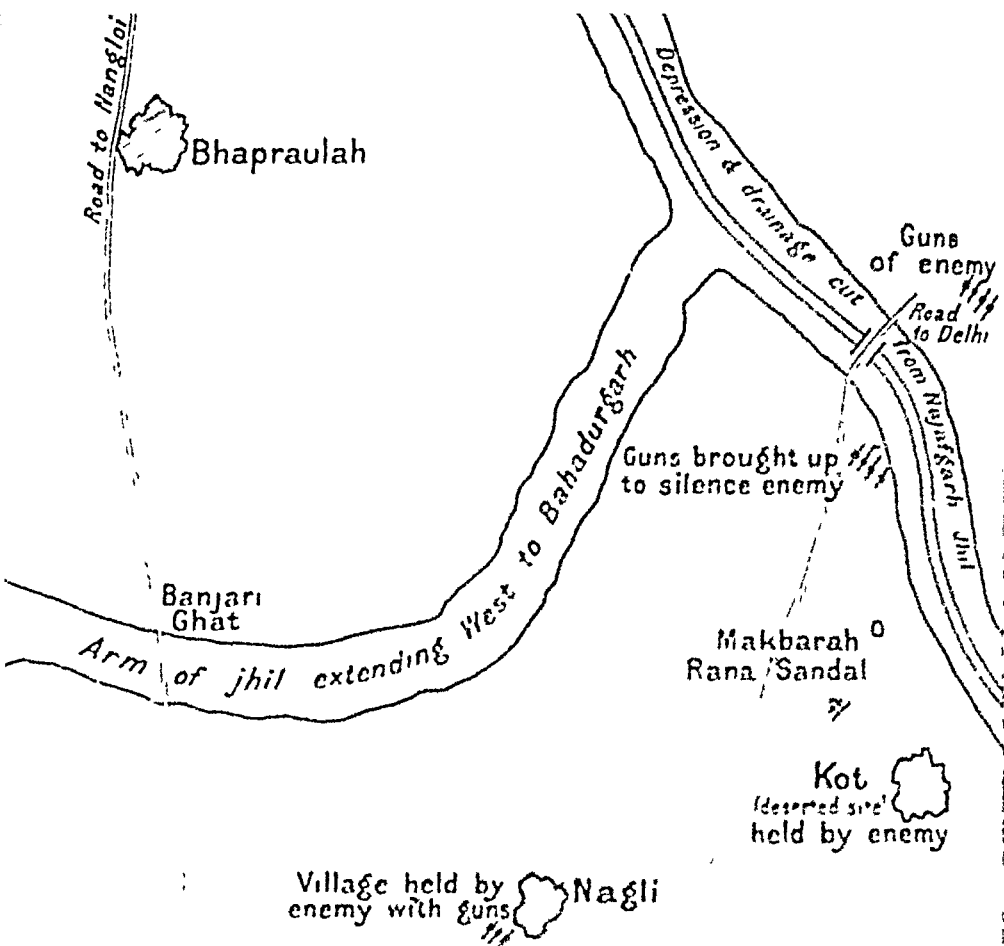 Road to Nangloi
Bhapraulah
Depression & drainage cut
from Najafgarh Jhil
Guns
of enemy
Road
to Delhi
Guns brought up
to silence enemy
Arm of jhil extending West to Bahadurgarh
Banjari
Ghat
Makbarah
Rana Sandal
Kot
(deserted site)
held by enemy
Village held by
enemy with guns
Nagli